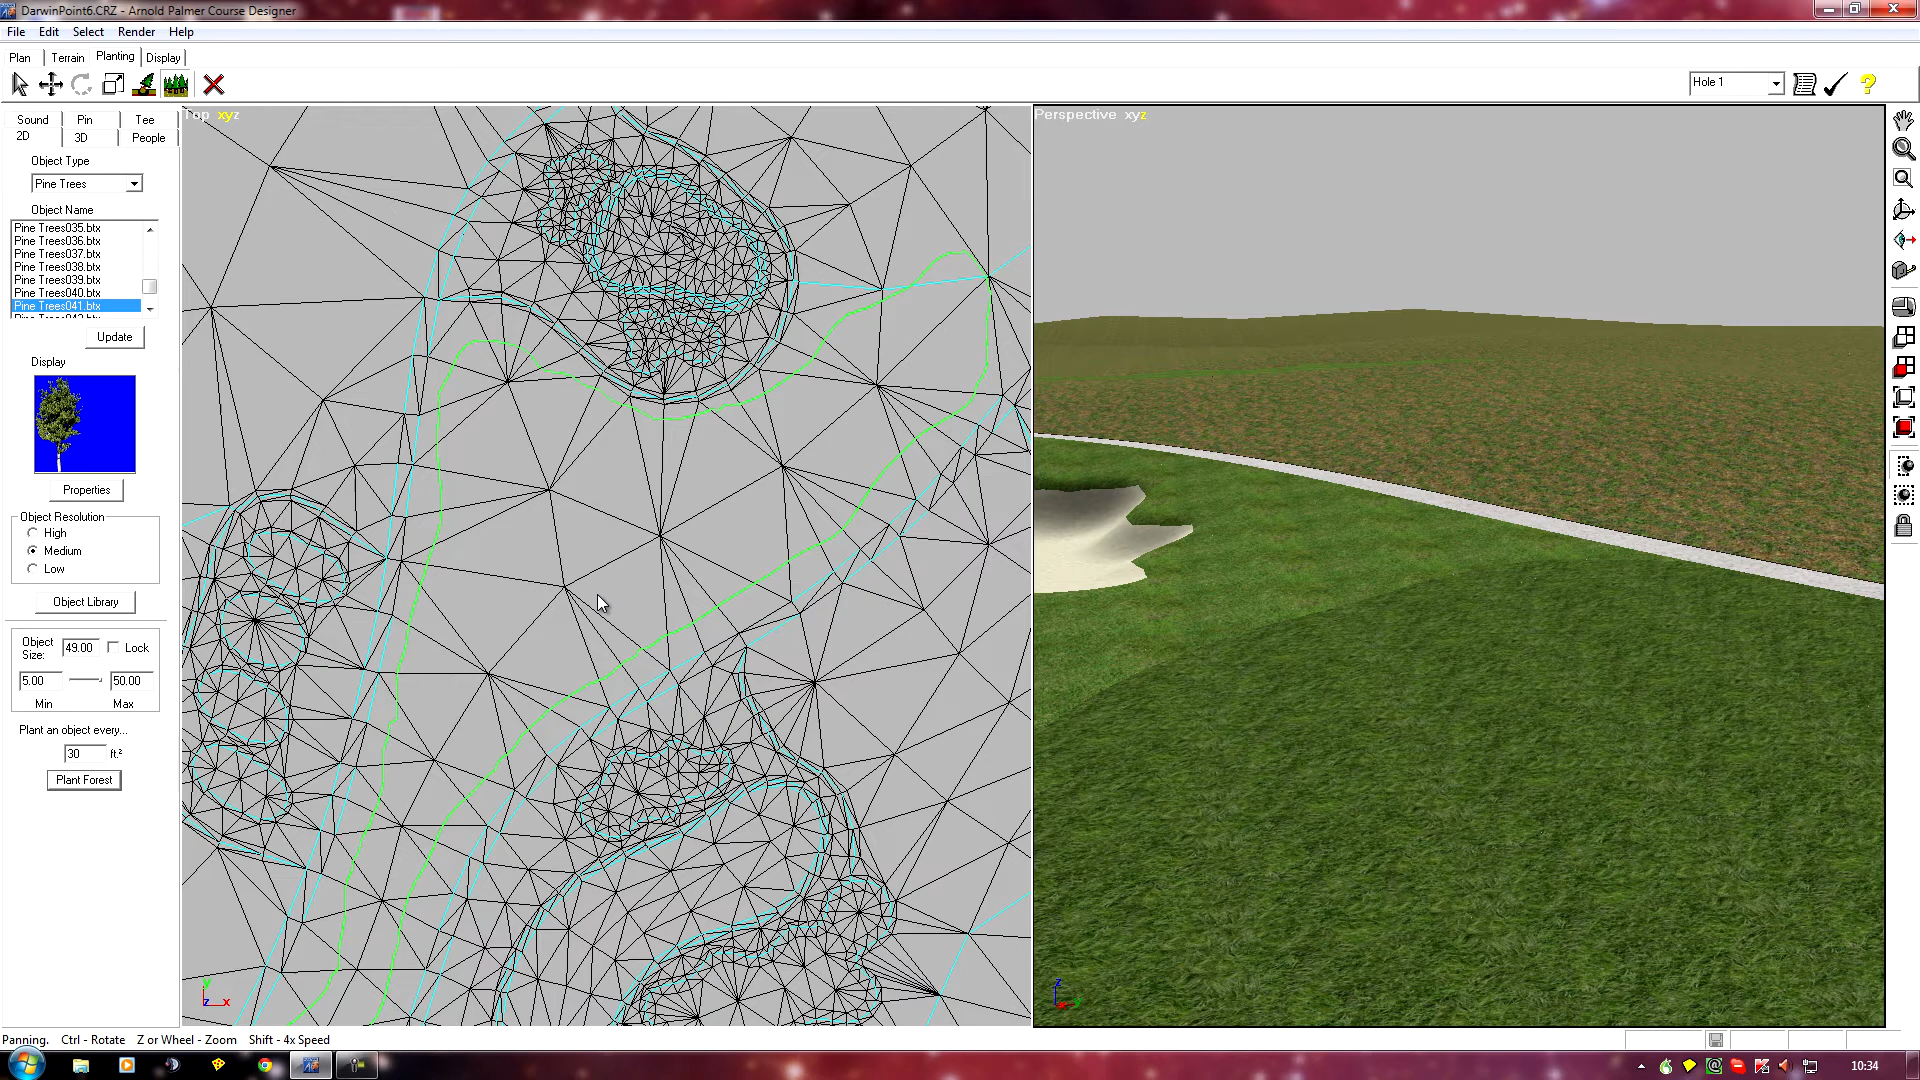 DarwinPoint6.CRZ - Arnold Palmer Course Designer
File Edit Select Render Help
Plan Terrain Planting Display
Hole 1
Sound Pin Tee
2D 3D People
Object Type
Pine Trees
Object Name
Pine Trees035.btx
Pine Trees036.btx
Pine Trees037.btx
Pine Trees038.btx
Pine Trees039.btx
Pine Trees040.btx
Pine Trees041.btx
Update
Display
Properties
Object Resolution
High
Medium
Low
Object Library
Object Size: 49.00 Lock
5.00 50.00
Min Max
Plant an object every...
30 ft.²
Plant Forest
Top xyz
Perspective xyz
y
z x
z
y
Panning. Ctrl - Rotate Z or Wheel - Zoom Shift - 4x Speed
10:34